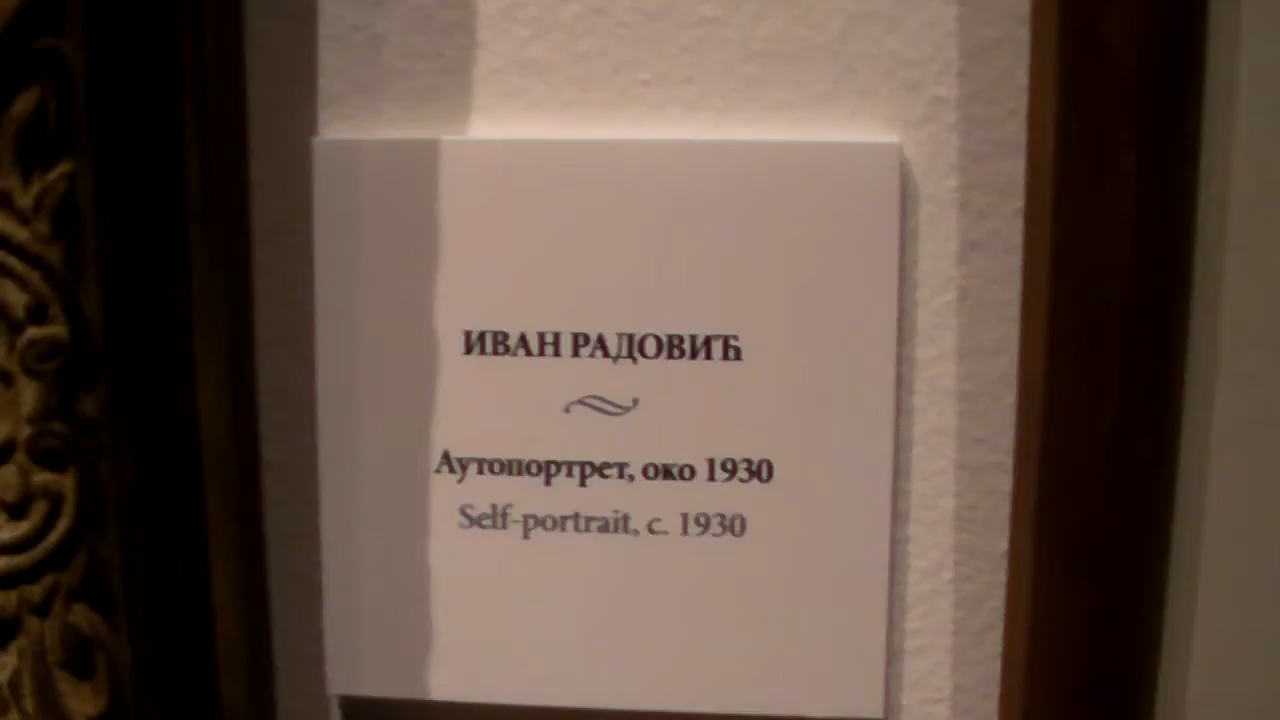 ИВАН РАДОВИЋ
Аутопортрет, око 1930
Self-portrait, c. 1930